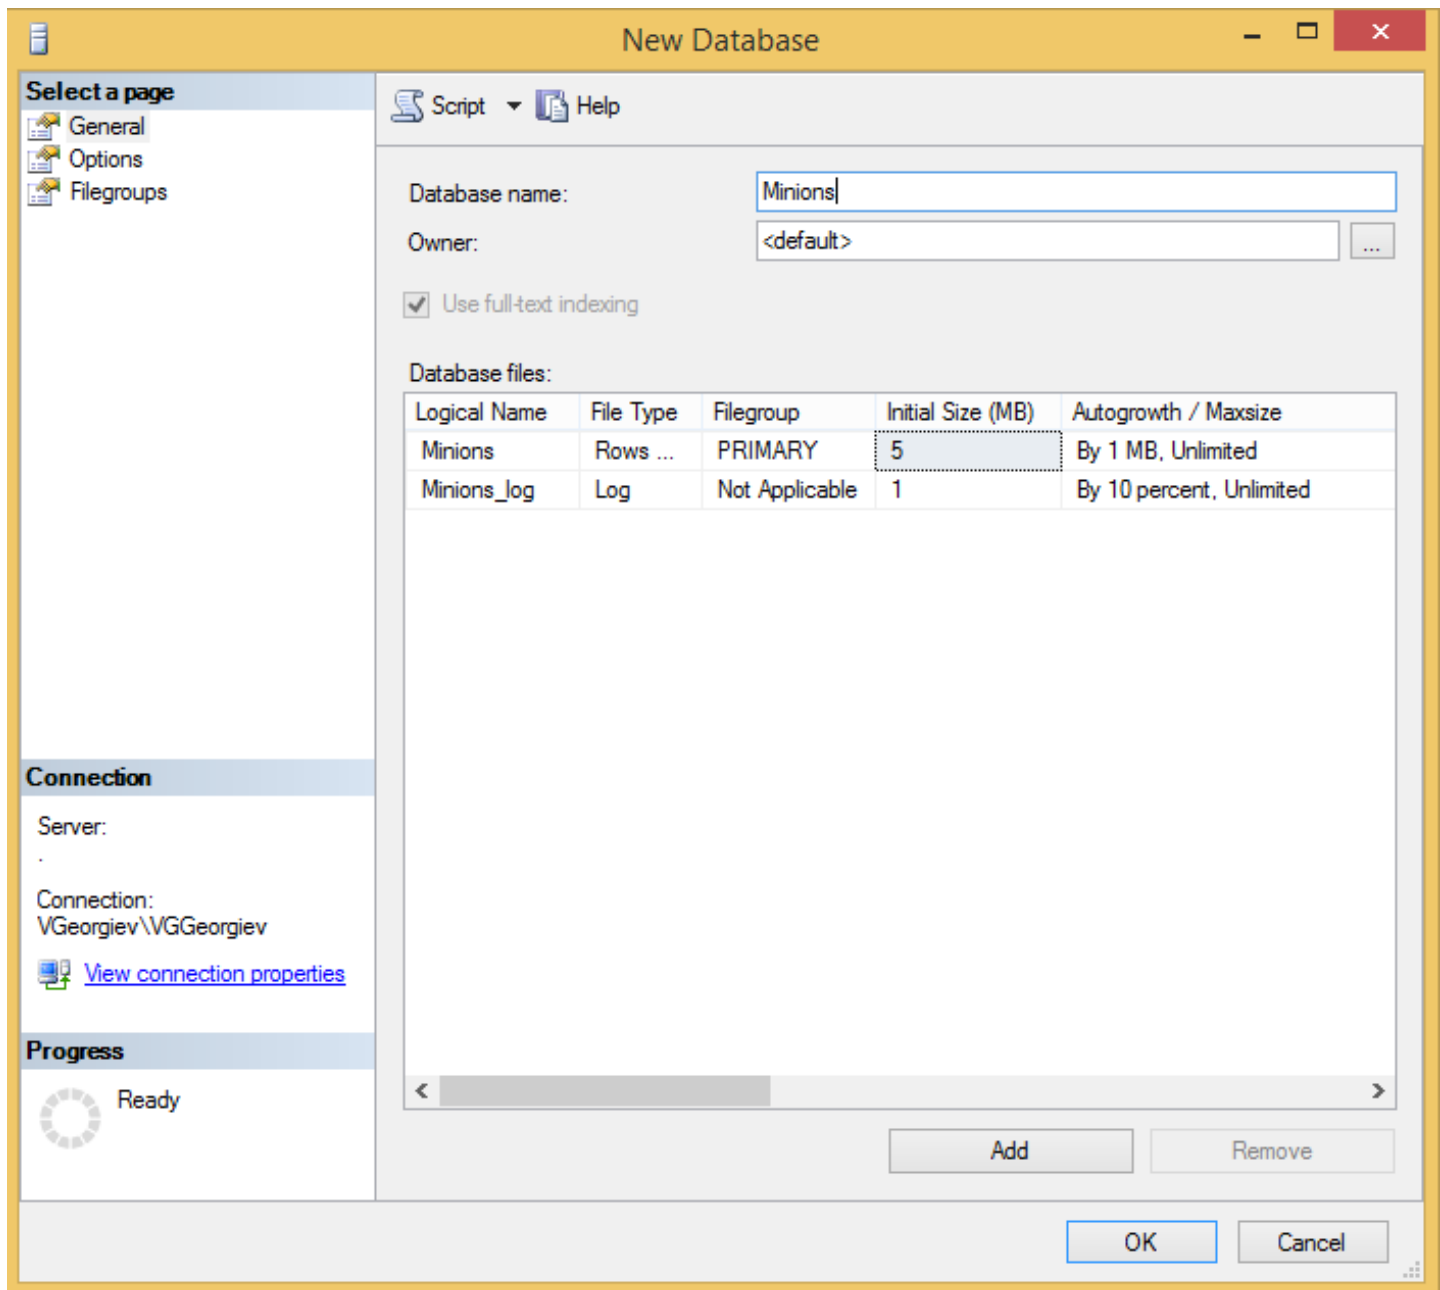 New Database
Select a page
General
Options
Filegroups
Script
Help
Database name:
Minions
Owner:
<default>
...
Use full-text indexing
Database files:
Logical Name File Type Filegroup Initial Size (MB) Autogrowth / Maxsize
Minions Rows ... PRIMARY 5 By 1 MB, Unlimited
Minions_log Log Not Applicable 1 By 10 percent, Unlimited
Connection
Server:
.
Connection:
VGeorgiev\VGGeorgiev
View connection properties
Progress
Ready
Add
Remove
OK
Cancel